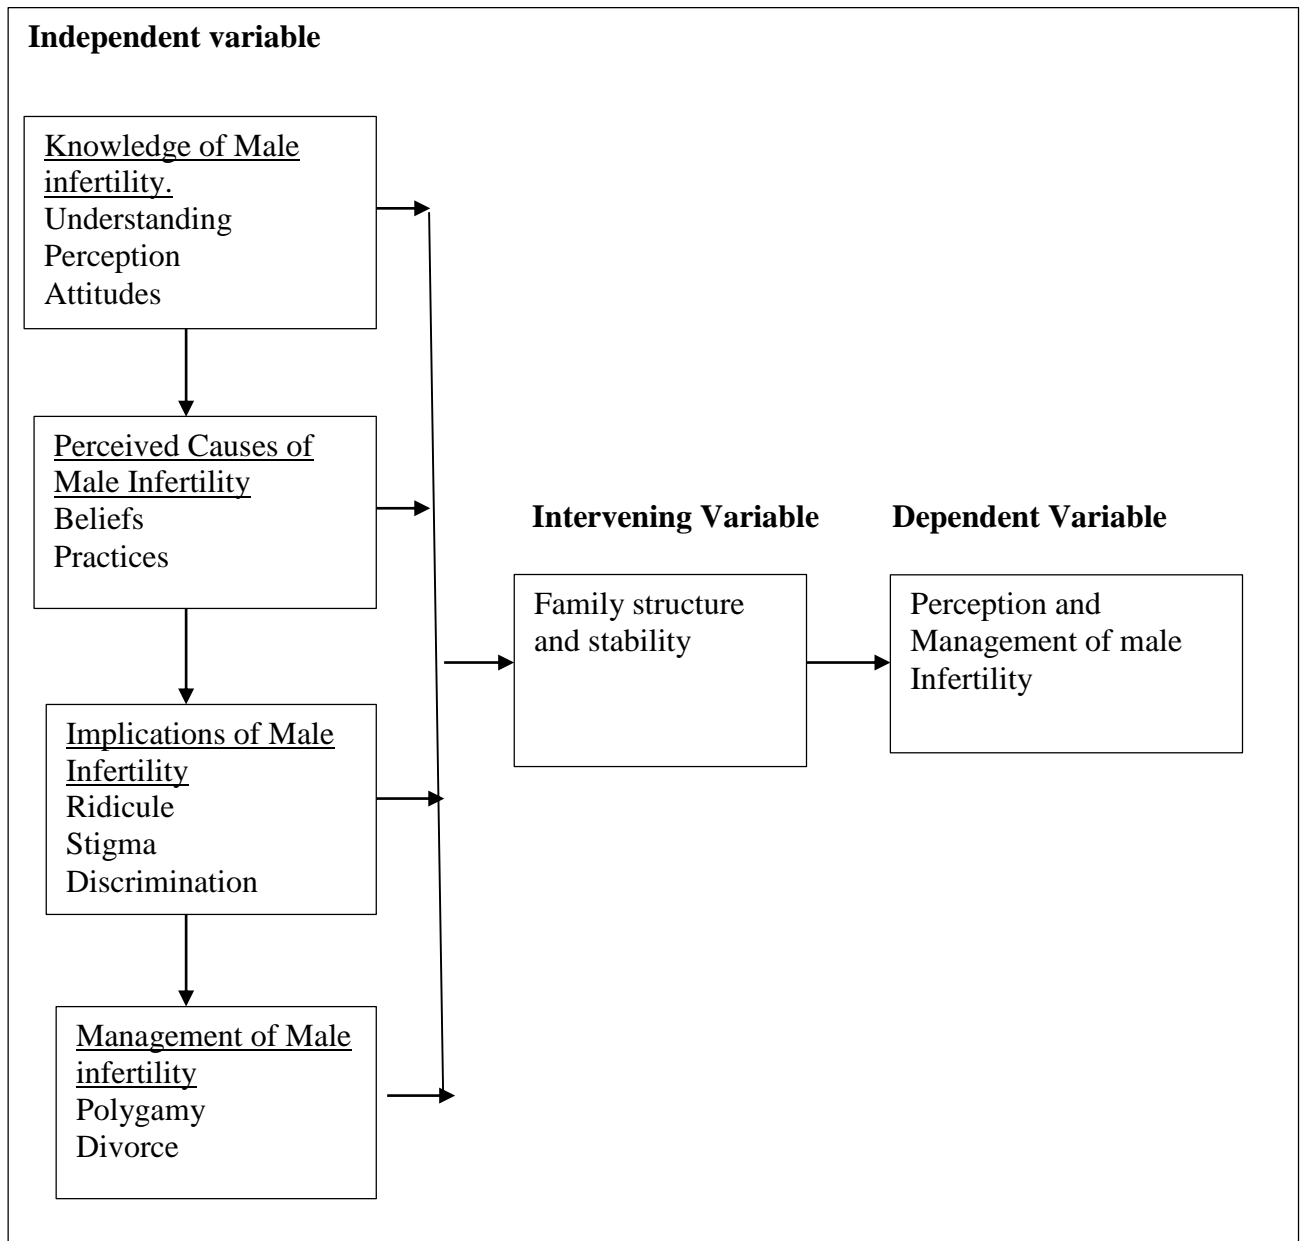 Independent variable
Knowledge of Male
infertility.
Understanding
Perception
Attitudes
Perceived Causes of
Male Infertility
Beliefs
Practices
Implications of Male
Infertility
Ridicule
Stigma
Discrimination
Management of Male
infertility
Polygamy
Divorce
Intervening Variable
Family structure
and stability
Dependent Variable
Perception and
Management of male
Infertility